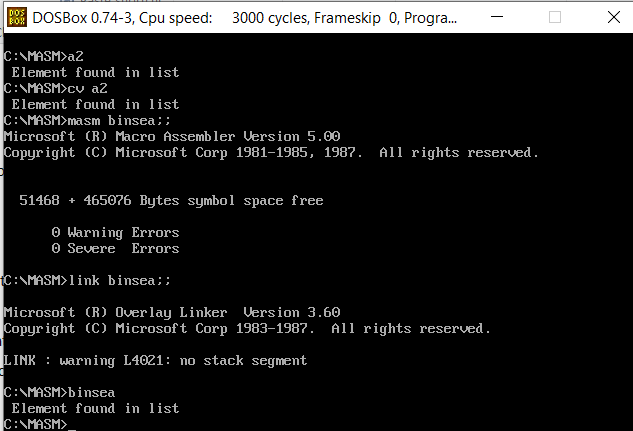 DOSBox 0.74-3, Cpu speed: 3000 cycles, Frameskip 0, Progra...
C:\MASM>a2
Element found in list
C:\MASM>cv a2
Element found in list
C:\MASM>masm binsea;;
Microsoft (R) Macro Assembler Version 5.00
Copyright (C) Microsoft Corp 1981-1985, 1987. All rights reserved.
51468 + 465076 Bytes symbol space free
0 Warning Errors
0 Severe Errors
C:\MASM>link binsea;;
Microsoft (R) Overlay Linker Version 3.60
Copyright (C) Microsoft Corp 1983-1987. All rights reserved.
LINK : warning L4021: no stack segment
C:\MASM>binsea
Element found in list
C:\MASM>_